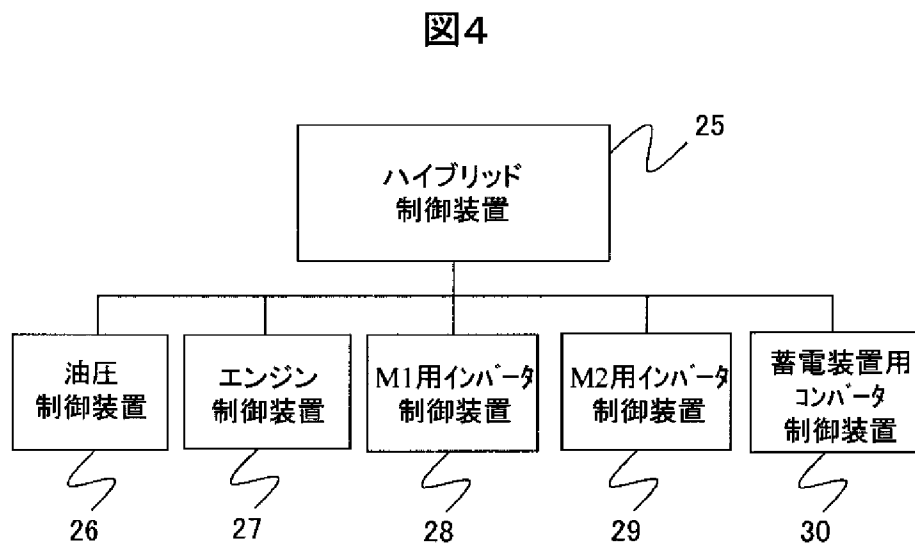 図4
25
ハイブリッド
制御装置
油圧
制御装置
エンジン
制御装置
M1用インバータ
制御装置
M2用インバータ
制御装置
蓄電装置用
コンバータ
制御装置
26
27
28
29
30